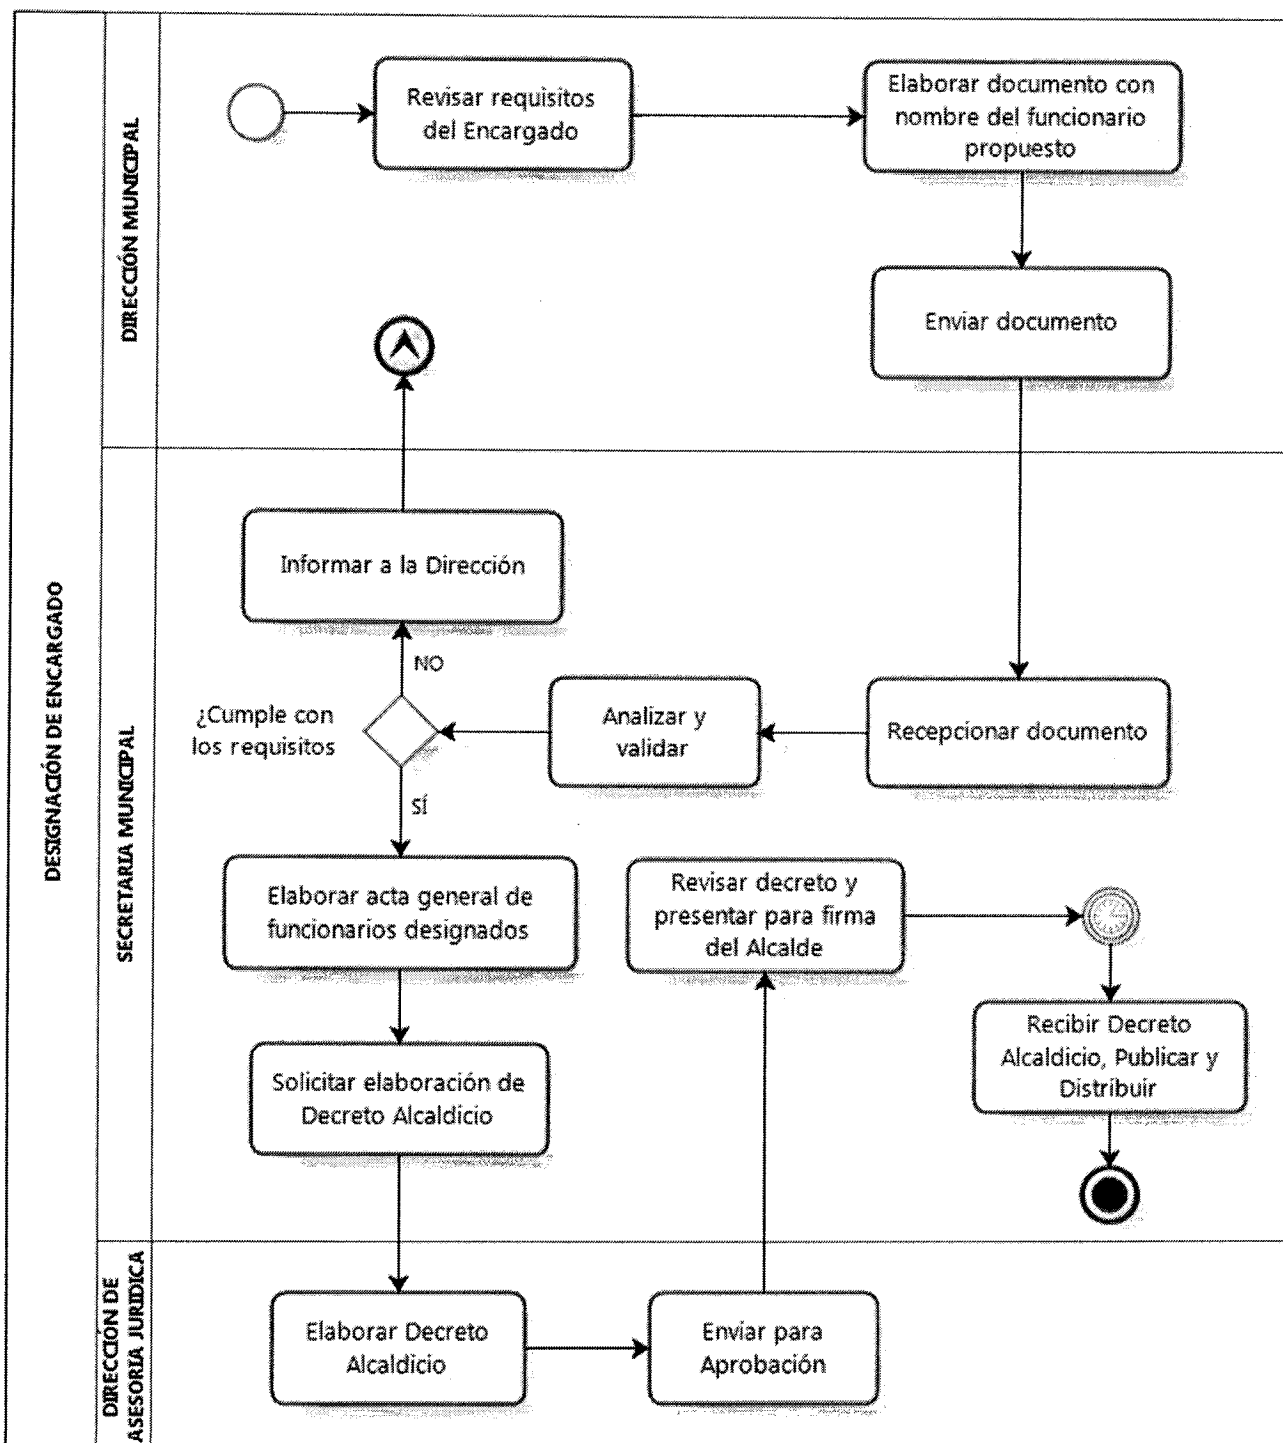 DESIGNACIÓN DE ENCARGADO
DIRECCIÓN MUNICIPAL
Revisar requisitos
del Encargado
Elaborar documento con
nombre del funcionario
propuesto
Enviar documento
SECRETARIA MUNICIPAL
Informar a la Dirección
NO
¿Cumple con
los requisitos
Analizar y
validar
Recepcionar documento
SÍ
Elaborar acta general de
funcionarios designados
Revisar decreto y
presentar para firma
del Alcalde
Solicitar elaboración de
Decreto Alcaldicio
Recibir Decreto
Alcaldicio, Publicar y
Distribuir
DIRECCIÓN DE
ASESORIA JURIDICA
Elaborar Decreto
Alcaldicio
Enviar para
Aprobación